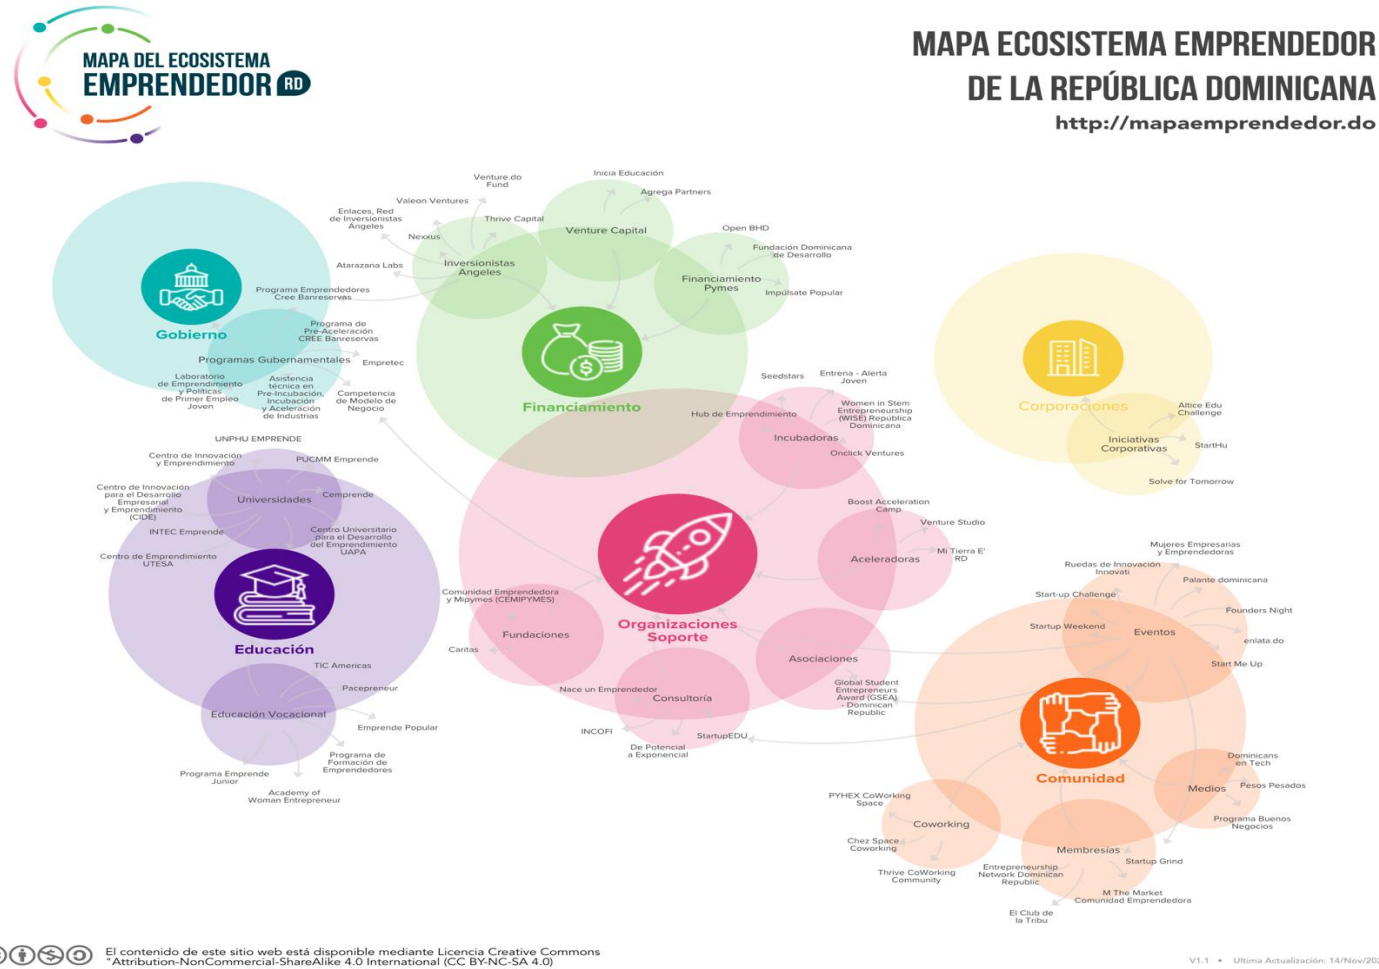 MAPA DEL ECOSISTEMA
EMPRENDEDOR RD
MAPA ECOSISTEMA EMPRENDEDOR
DE LA REPÚBLICA DOMINICANA
http://mapaemprendedor.do
Gobierno
Programas Gubernamentales
Programa Emprendedores
Cree Banreservas
Programa de
Pre-Aceleración
CREE Banreservas
Empretec
Laboratorio
de Emprendimiento
y Políticas
de Primer Empleo
Joven
Asistencia
técnica en
Pre-Incubación,
Incubación
y Aceleración
de Industrias
Competencia
de Modelo de
Negocio
Financiamiento
Inversionistas
Angeles
Venture.do
Fund
Valeon Ventures
Enlaces, Red
de Inversionistas
Ángeles
Nexxus
Thrive Capital
Atarazana Labs
Venture Capital
Inicia Educación
Agrega Partners
Financiamiento
Pymes
Open BHD
Fundación Dominicana
de Desarrollo
Impúlsate Popular
Corporaciones
Iniciativas
Corporativas
Altice Edu
Challenge
StartHu
Solve for Tomorrow
Educación
Universidades
UNPHU EMPRENDE
Centro de Innovación
y Emprendimiento
PUCMM Emprende
Centro de Innovación
para el Desarrollo
Empresarial
y Emprendimiento
(CIDE)
Cemprende
INTEC Emprende
Centro Universitario
para el Desarrollo
del Emprendimiento
UAPA
Centro de Emprendimiento
UTESA
Educación Vocacional
TIC Americas
Pacepreneur
Emprende Popular
Programa de
Formación de
Emprendedores
Programa Emprende
Junior
Academy of
Woman Entrepreneur
Organizaciones
Soporte
Incubadoras
Seedstars
Entrena - Alerta
Joven
Hub de Emprendimiento
Women in Stem
Entrepreneurship
(WISE) República
Dominicana
Onclick Ventures
Aceleradoras
Boost Acceleration
Camp
Venture Studio
Mi Tierra E'
RD
Fundaciones
Comunidad Emprendedora
y Mipymes (CEMIPYMES)
Caritas
Asociaciones
Global Student
Entrepreneurs
Award (GSEA)
- Dominican
Republic
Consultoría
Nace un Emprendedor
INCOFI
De Potencial
a Exponencial
StartupEDU
Comunidad
Eventos
Mujeres Empresarias
y Emprendedoras
Ruedas de Innovación
Innovati
Palante dominicana
Start-up Challenge
Founders Night
Startup Weekend
enlata.do
Start Me Up
Medios
Dominicans
en Tech
Pesos Pesados
Programa Buenos
Negocios
Coworking
PYHEX CoWorking
Space
Chez Space
Coworking
Thrive CoWorking
Community
Membresías
Startup Grind
Entrepreneurship
Network Dominican
Republic
M The Market
Comunidad Emprendedora
El Club de
la Tribu
El contenido de este sitio web está disponible mediante Licencia Creative Commons
"Attribution-NonCommercial-ShareAlike 4.0 International (CC BY-NC-SA 4.0)
V1.1 • Ultima Actualización: 14/Nov/202